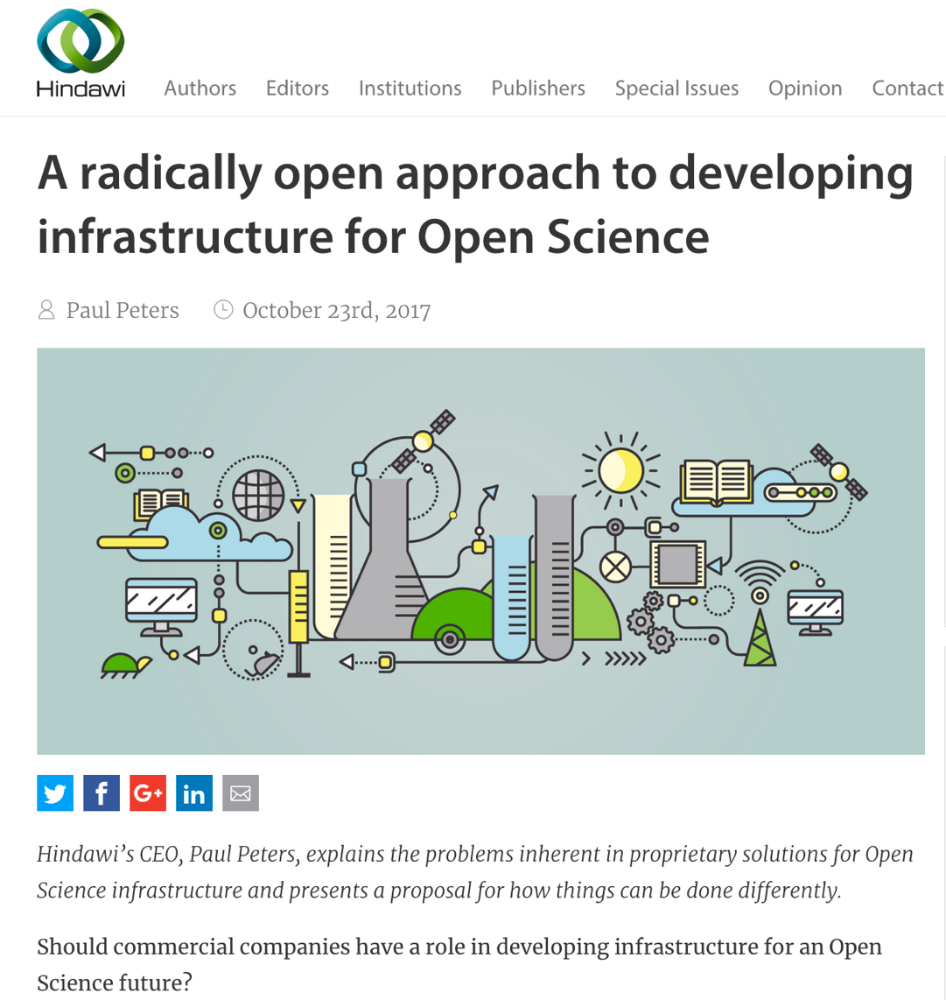 Hindawi
Authors Editors Institutions Publishers Special Issues Opinion Contact
A radically open approach to developing
infrastructure for Open Science
Paul Peters October 23rd, 2017
f G+ in
Hindawi’s CEO, Paul Peters, explains the problems inherent in proprietary solutions for Open
Science infrastructure and presents a proposal for how things can be done differently.
Should commercial companies have a role in developing infrastructure for an Open
Science future?